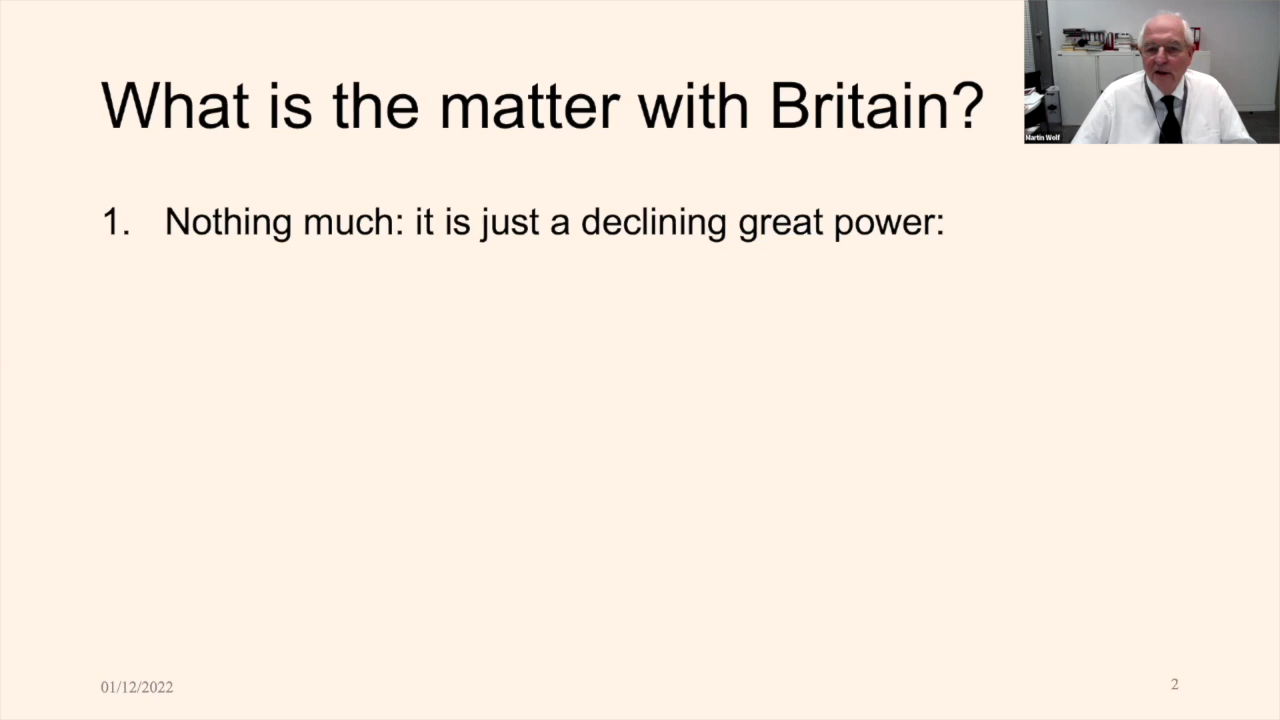 What is the matter with Britain?
Martin Wolf
1. Nothing much: it is just a declining great power:
01/12/2022
2